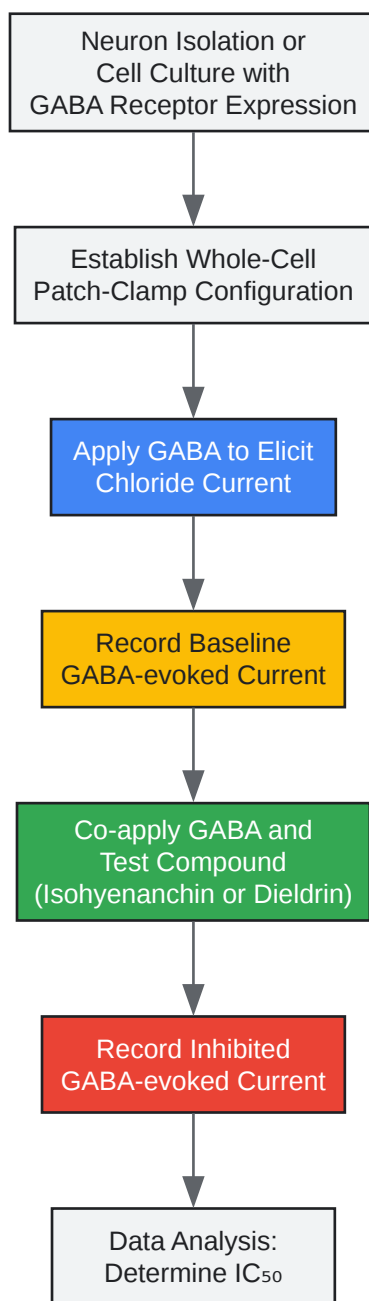 Neuron Isolation or
Cell Culture with
GABA Receptor Expression
Establish Whole-Cell
Patch-Clamp Configuration
Apply GABA to Elicit
Chloride Current
Record Baseline
GABA-evoked Current
Co-apply GABA and
Test Compound
(Isohyenanchin or Dieldrin)
Record Inhibited
GABA-evoked Current
Data Analysis:
Determine IC₅₀